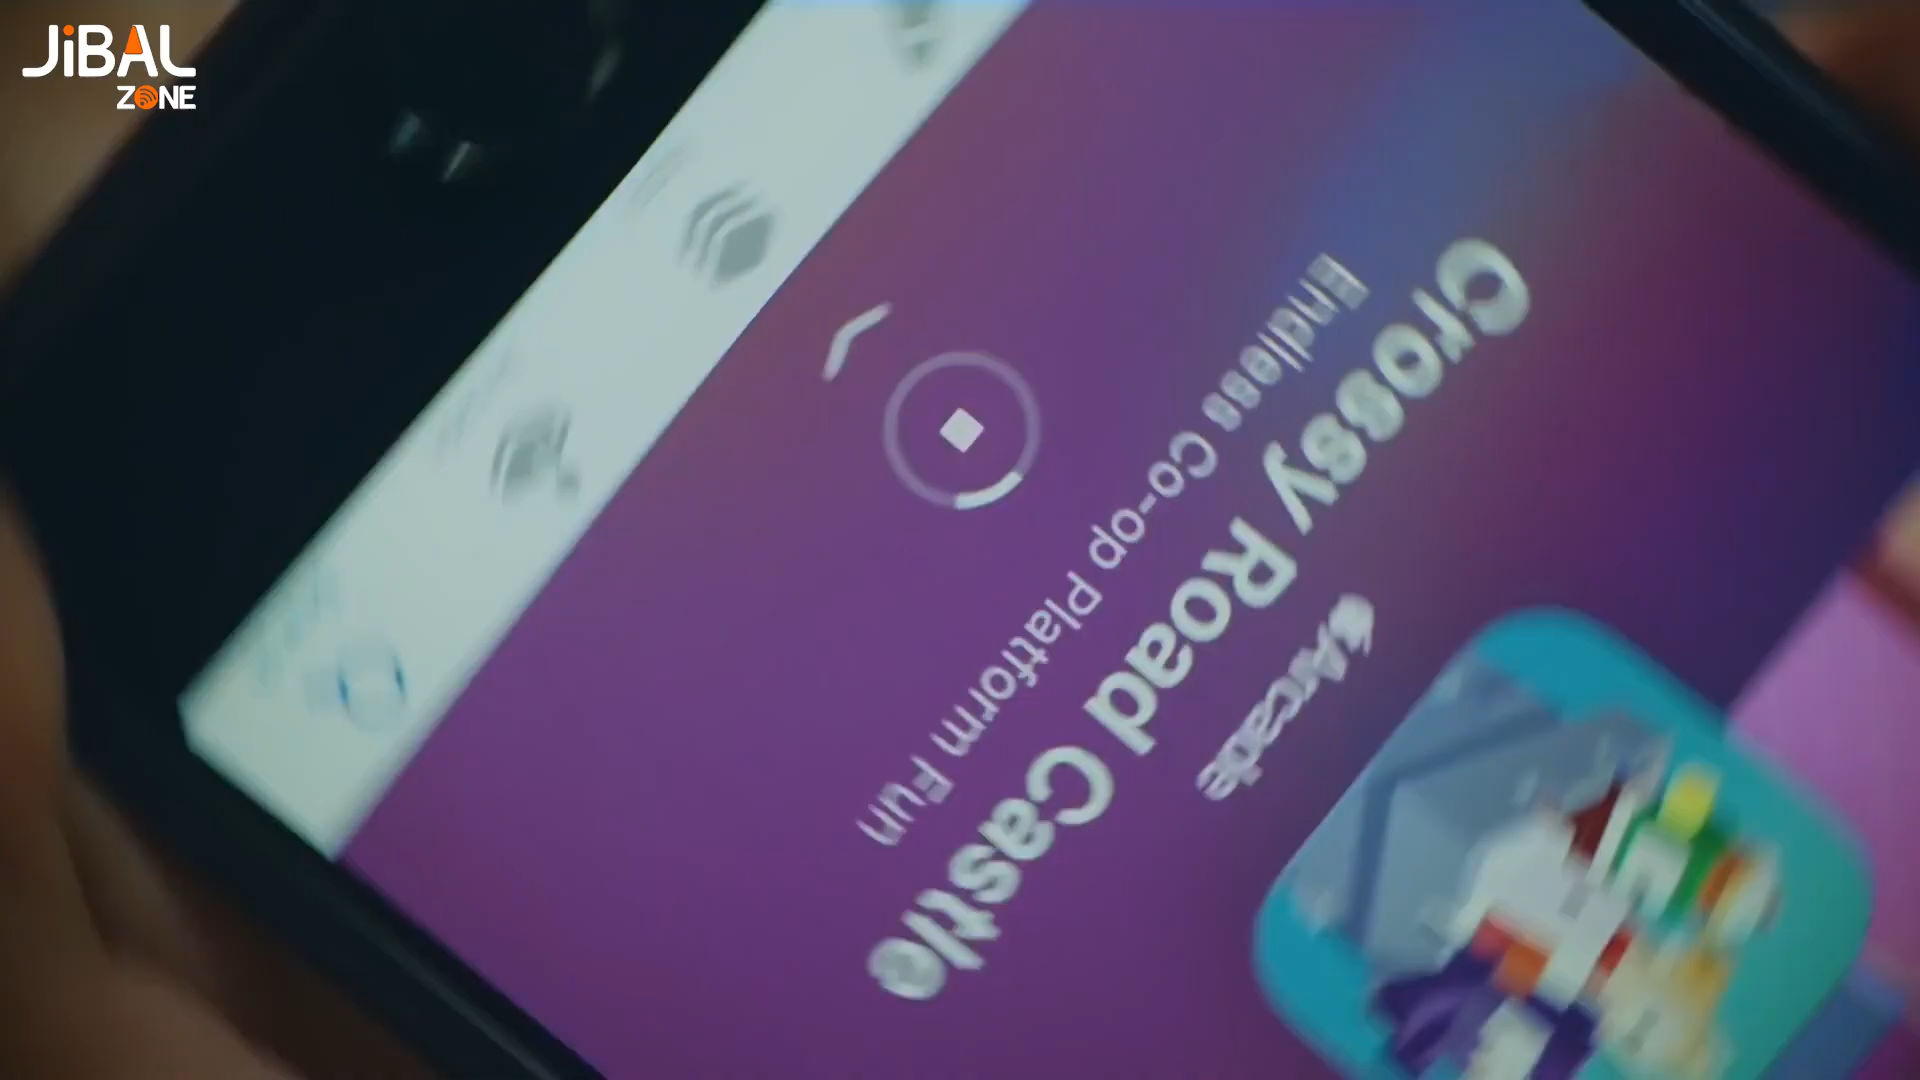 JiBAL
ZONE
Arcade
Crossy Road Castle
Endless Co-op Platform Fun